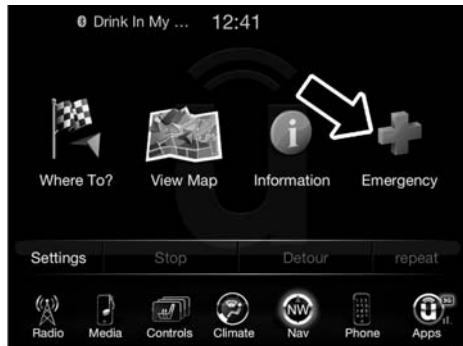 Drink In My ... 12:41
Where To? View Map Information Emergency
Settings Stop Detour repeat
NW
3G
Radio Media Controls Climate Nav Phone Apps